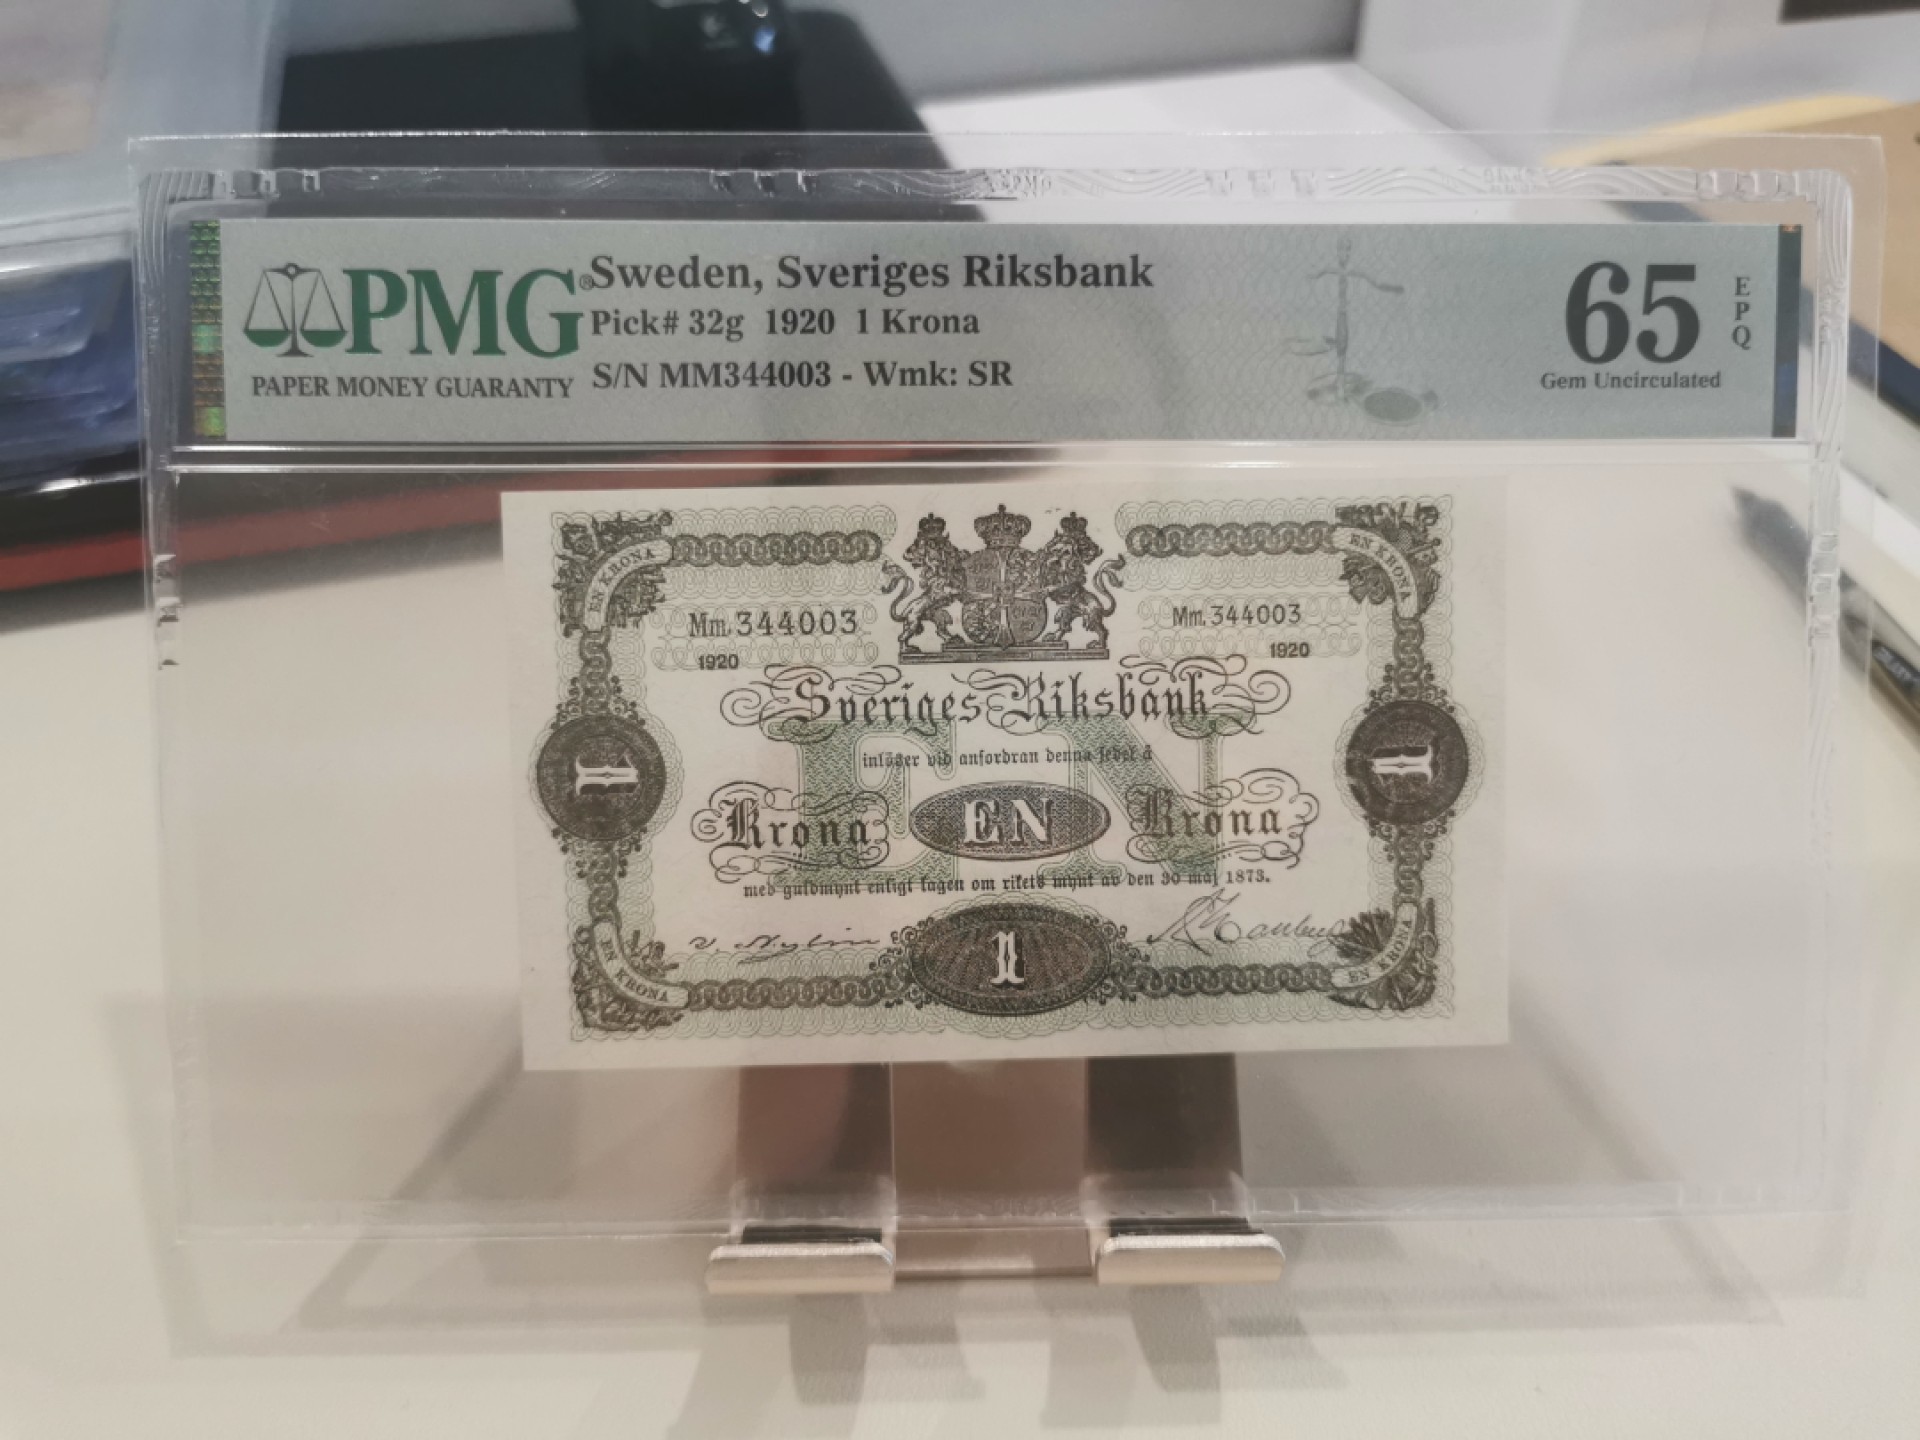 PMG®
PAPER MONEY GUARANTY
Sweden, Sveriges Riksbank
Pick# 32g 1920 1 Krona
S/N MM344003 - Wmk: SR
65
EPQ
Gem Uncirculated
EN KRONA
EN KRONA
Mm. 344003
Mm. 344003
1920
1920
Sveriges Riksbank
inlöser vid anfordran denna sedel å
1
1
EN
Krona EN Krona
med guldmynt enligt lagen om rikets mynt av den 30 maj 1873.
V. Nylin
1
EN KRONA
EN KRONA